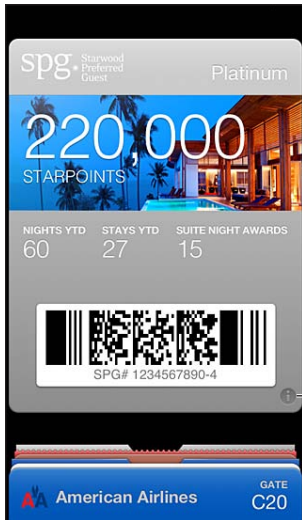 spg. Starwood
Preferred
Guest
Platinum
220,000
STARPOINTS
NIGHTS YTD STAYS YTD SUITE NIGHT AWARDS
60 27 15
SPG# 1234567890-4
i
AA American Airlines
GATE
C20